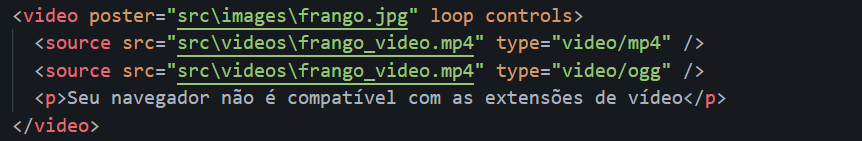 <video poster="src\images\frango.jpg" loop controls>
<source src="src\videos\frango_video.mp4" type="video/mp4" />
<source src="src\videos\frango_video.mp4" type="video/ogg" />
<p>Seu navegador não é compatível com as extensões de vídeo</p>
</video>